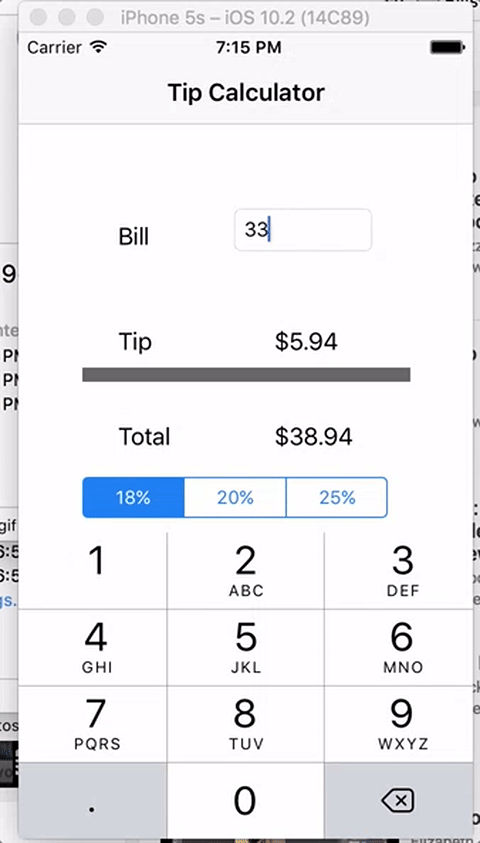 iPhone 5s – iOS 10.2 (14C89)
Carrier 7:15 PM
Tip Calculator
Bill 33
Tip $5.94
Total $38.94
18% 20% 25%
1 2 3
ABC DEF
4 5 6
GHI JKL MNO
7 8 9
PQRS TUV WXYZ
. 0